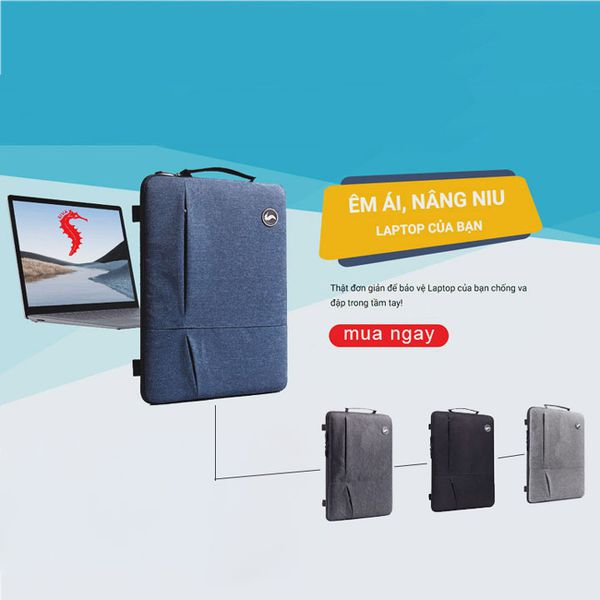 ÊM ÁI, NÂNG NIU
LAPTOP CỦA BẠN
Thật đơn giản để bảo vệ Laptop của bạn chống va
đập trong tầm tay!
mua ngay